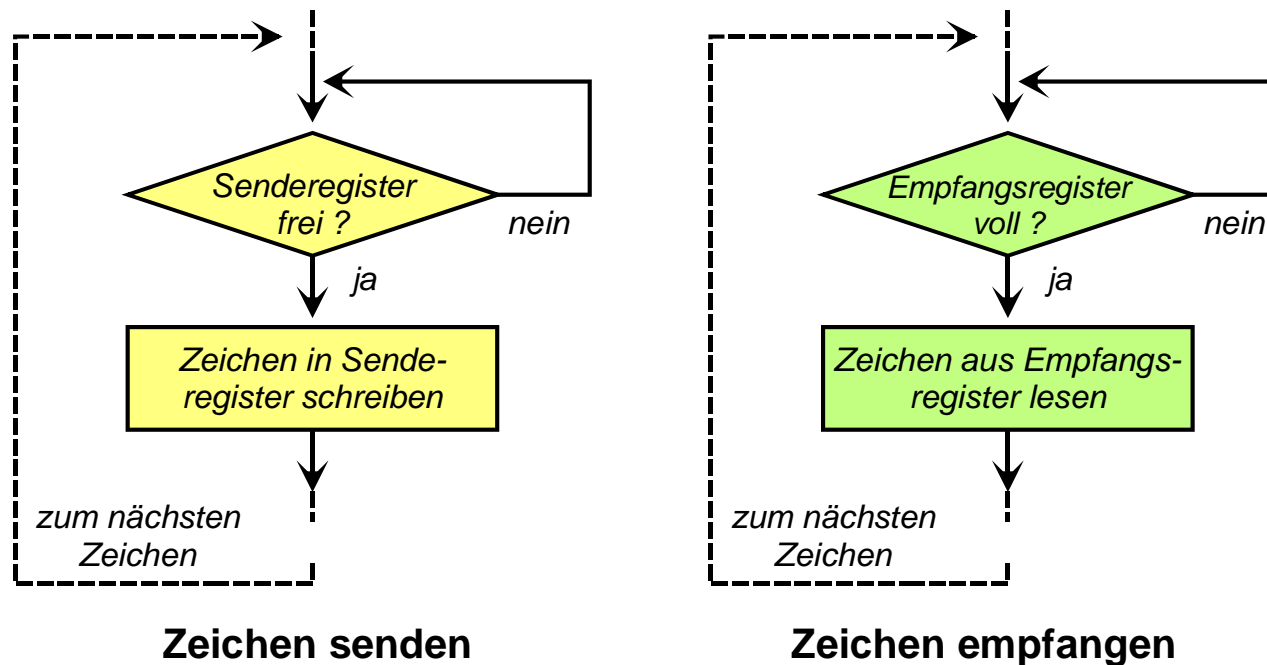 Senderegister
frei ?
nein
ja
Zeichen in Sende-
register schreiben
zum nächsten
Zeichen
Zeichen senden
Empfangsregister
voll ?
nein
ja
Zeichen aus Empfangs-
register lesen
zum nächsten
Zeichen
Zeichen empfangen